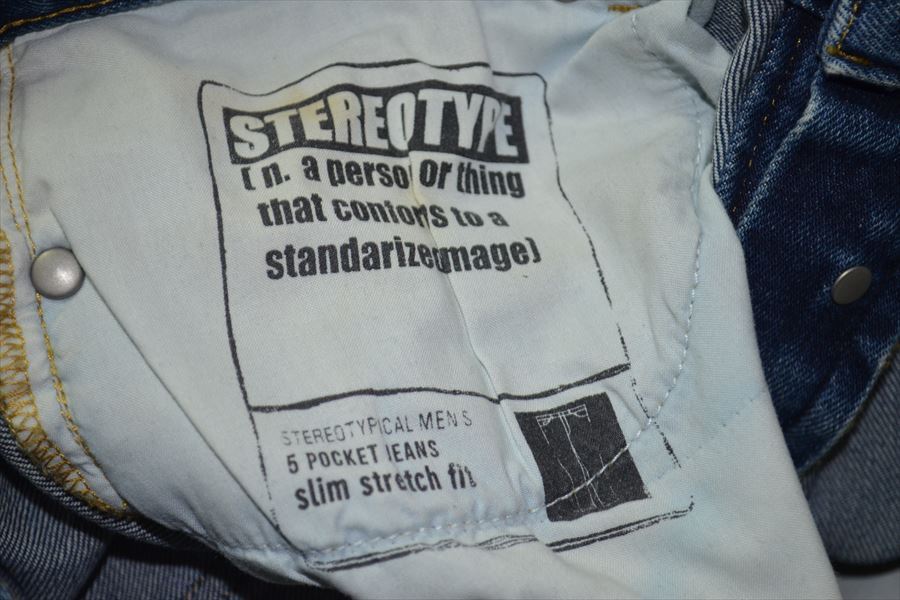 STEREOTYPE
( n. a person or thing
that conforms to a
standarized image)
STEREOTYPICAL MEN'S
5 POCKET JEANS
slim stretch fit